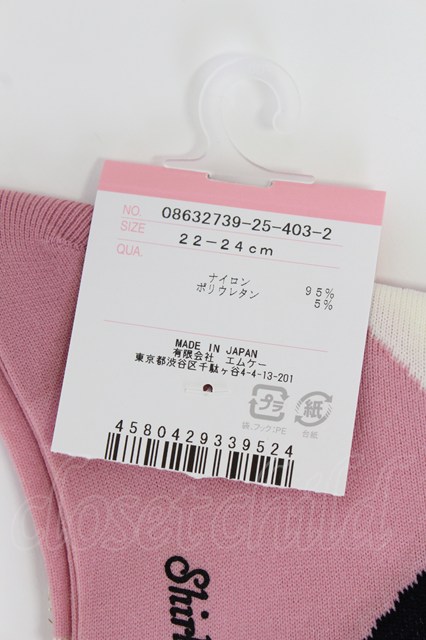 NO. 08632739-25-403-2
SIZE 22-24cm
QUA.
ナイロン 95%
ポリウレタン 5%
MADE IN JAPAN
有限会社 エムケー
東京都渋谷区千駄ヶ谷4-4-13-201
プラ 紙
袋、フック:PE 台紙
4580429339524
closet child
Shirl